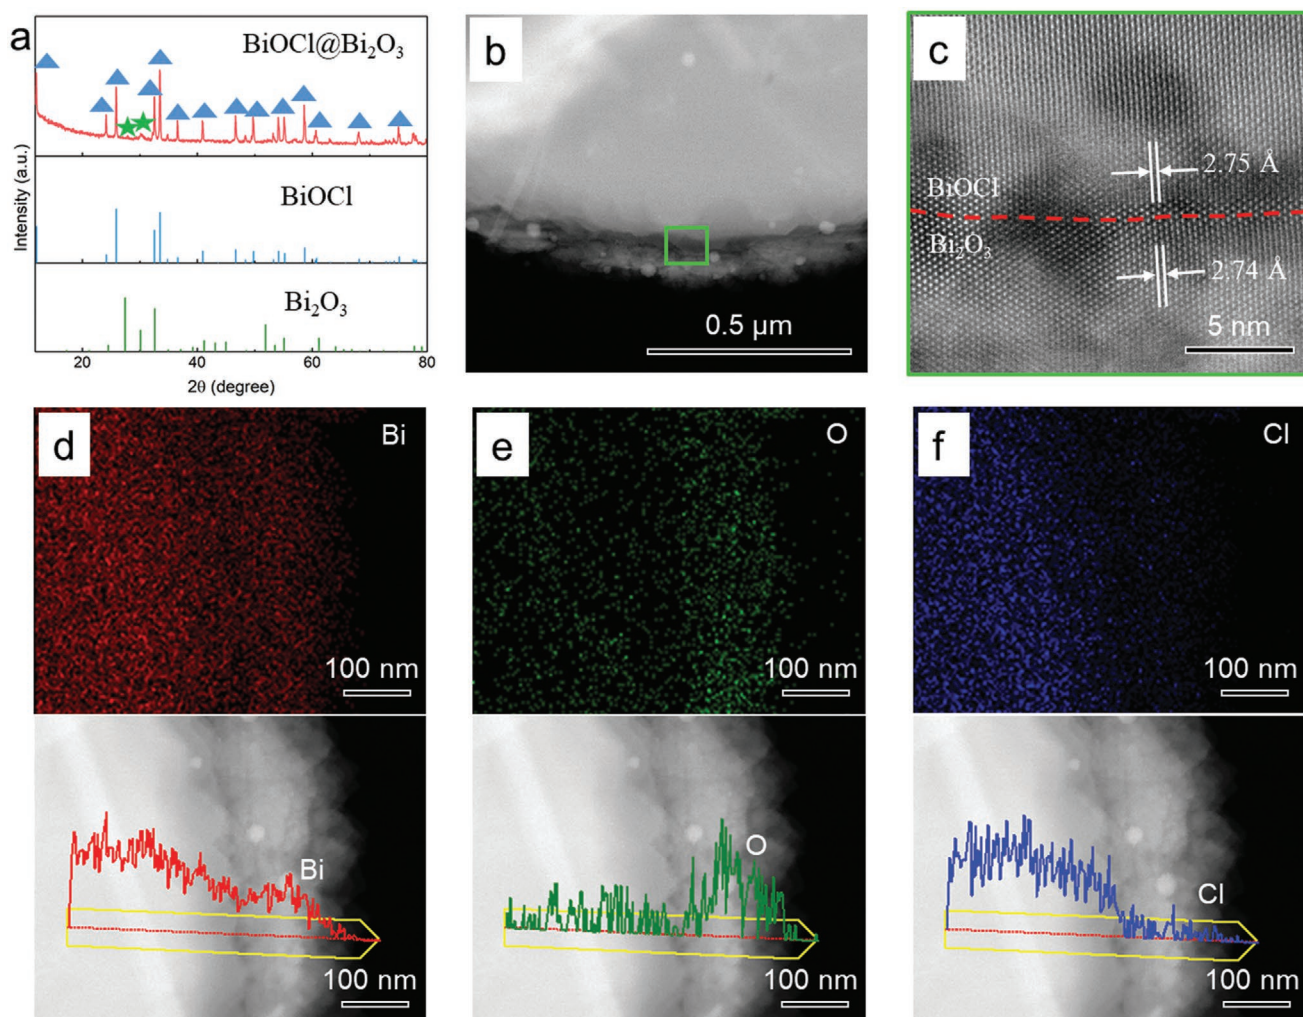 a
BiOCl@Bi₂O₃
BiOCl
Bi₂O₃
Intensity (a.u.)
20 40 60 80
2θ (degree)
b
0.5 µm
c
2.75 Å
BiOCl
Bi₂O₃
2.74 Å
5 nm
d
Bi
100 nm
Bi
100 nm
e
O
100 nm
O
100 nm
f
Cl
100 nm
Cl
100 nm